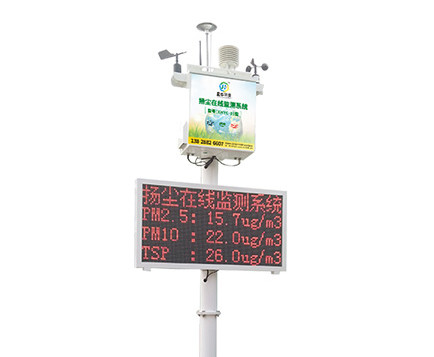 扬尘在线监测系统
扬尘在线监测系统
PM2.5: 15.7ug/m3
PM10 : 22.0ug/m3
TSP : 26.0ug/m3